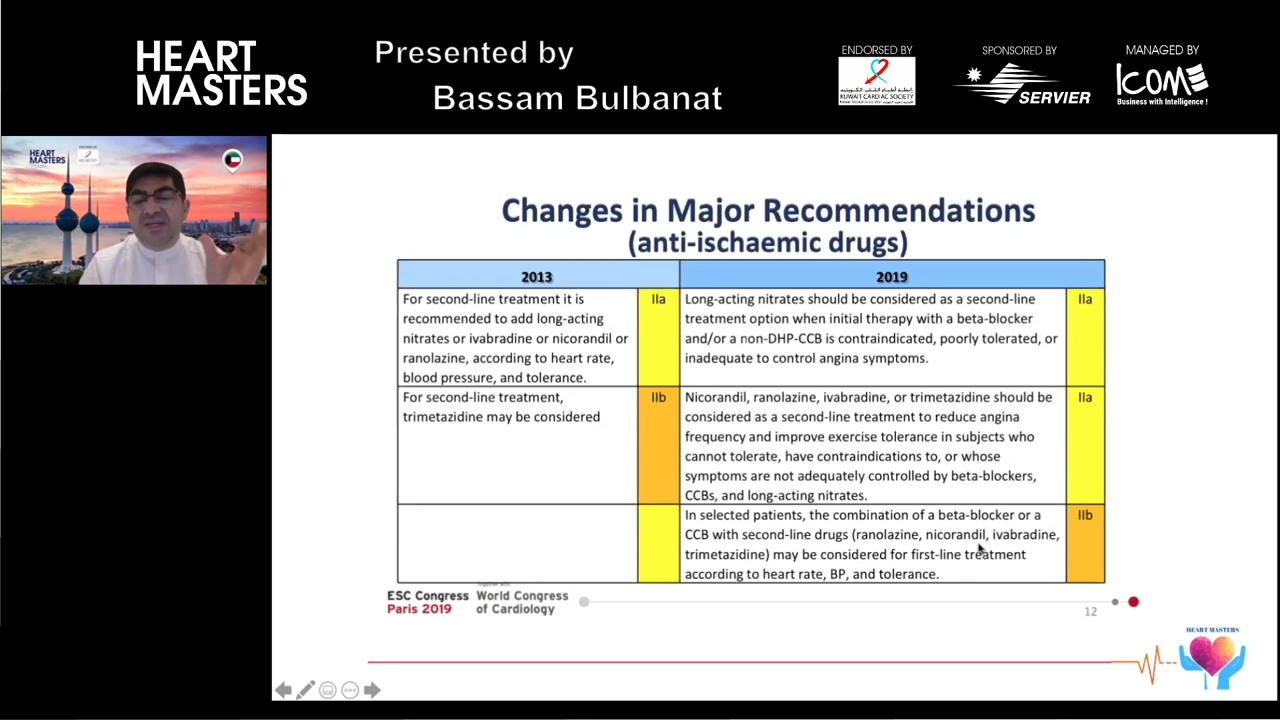 HEART
MASTERS
Presented by
Bassam Bulbanat
ENDORSED BY
KUWAIT CARDIAC SOCIETY
SPONSORED BY
SERVIER
MANAGED BY
ICOM
Business with Intelligence !
HEART
MASTERS
Changes in Major Recommendations
(anti-ischaemic drugs)
2013
2019
For second-line treatment it is
recommended to add long-acting
nitrates or ivabradine or nicorandil or
ranolazine, according to heart rate,
blood pressure, and tolerance.
IIa
Long-acting nitrates should be considered as a second-line
treatment option when initial therapy with a beta-blocker
and/or a non-DHP-CCB is contraindicated, poorly tolerated, or
inadequate to control angina symptoms.
IIa
For second-line treatment,
trimetazidine may be considered
IIb
Nicorandil, ranolazine, ivabradine, or trimetazidine should be
considered as a second-line treatment to reduce angina
frequency and improve exercise tolerance in subjects who
cannot tolerate, have contraindications to, or whose
symptoms are not adequately controlled by beta-blockers,
CCBs, and long-acting nitrates.
IIa
In selected patients, the combination of a beta-blocker or a
CCB with second-line drugs (ranolazine, nicorandil, ivabradine,
trimetazidine) may be considered for first-line treatment
according to heart rate, BP, and tolerance.
IIb
ESC Congress
Paris 2019
World Congress
of Cardiology
12
HEART MASTERS